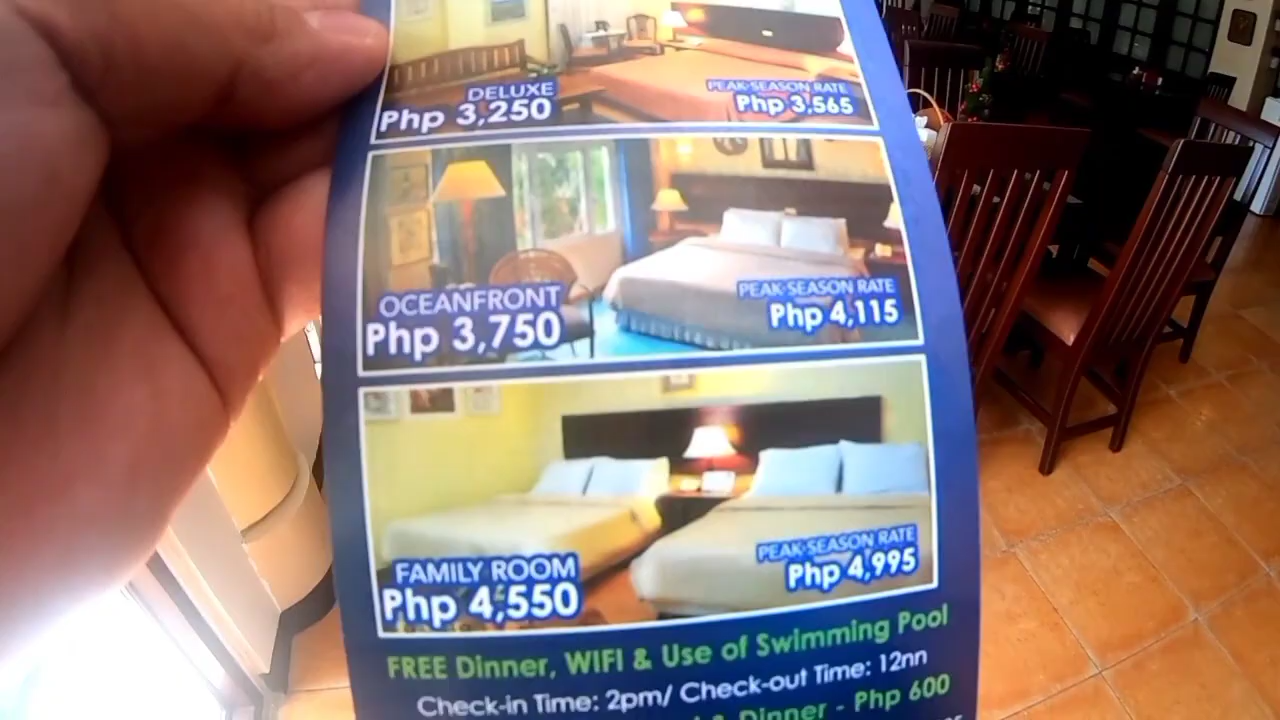 DELUXE
Php 3,250
PEAK-SEASON RATE
Php 3,565
OCEANFRONT
Php 3,750
PEAK-SEASON RATE
Php 4,115
FAMILY ROOM
Php 4,550
PEAK-SEASON RATE
Php 4,995
FREE Dinner, WIFI & Use of Swimming Pool
Check-in Time: 2pm/ Check-out Time: 12nn
& Dinner - Php 600